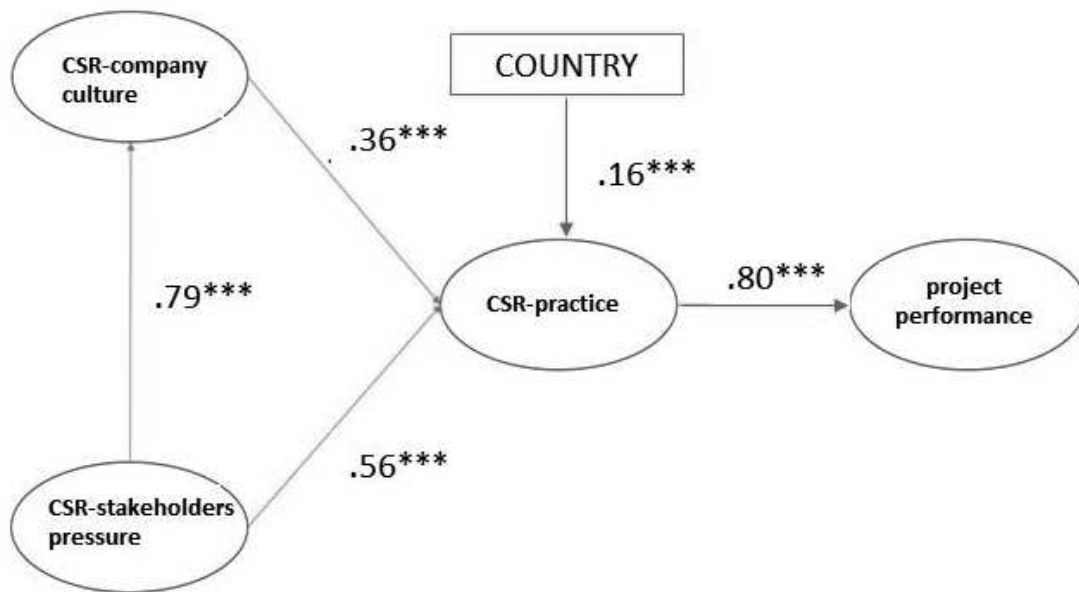 CSR-company
culture
COUNTRY
.36***
.16***
.79***
CSR-practice
.80***
project
performance
.56***
CSR-stakeholders
pressure